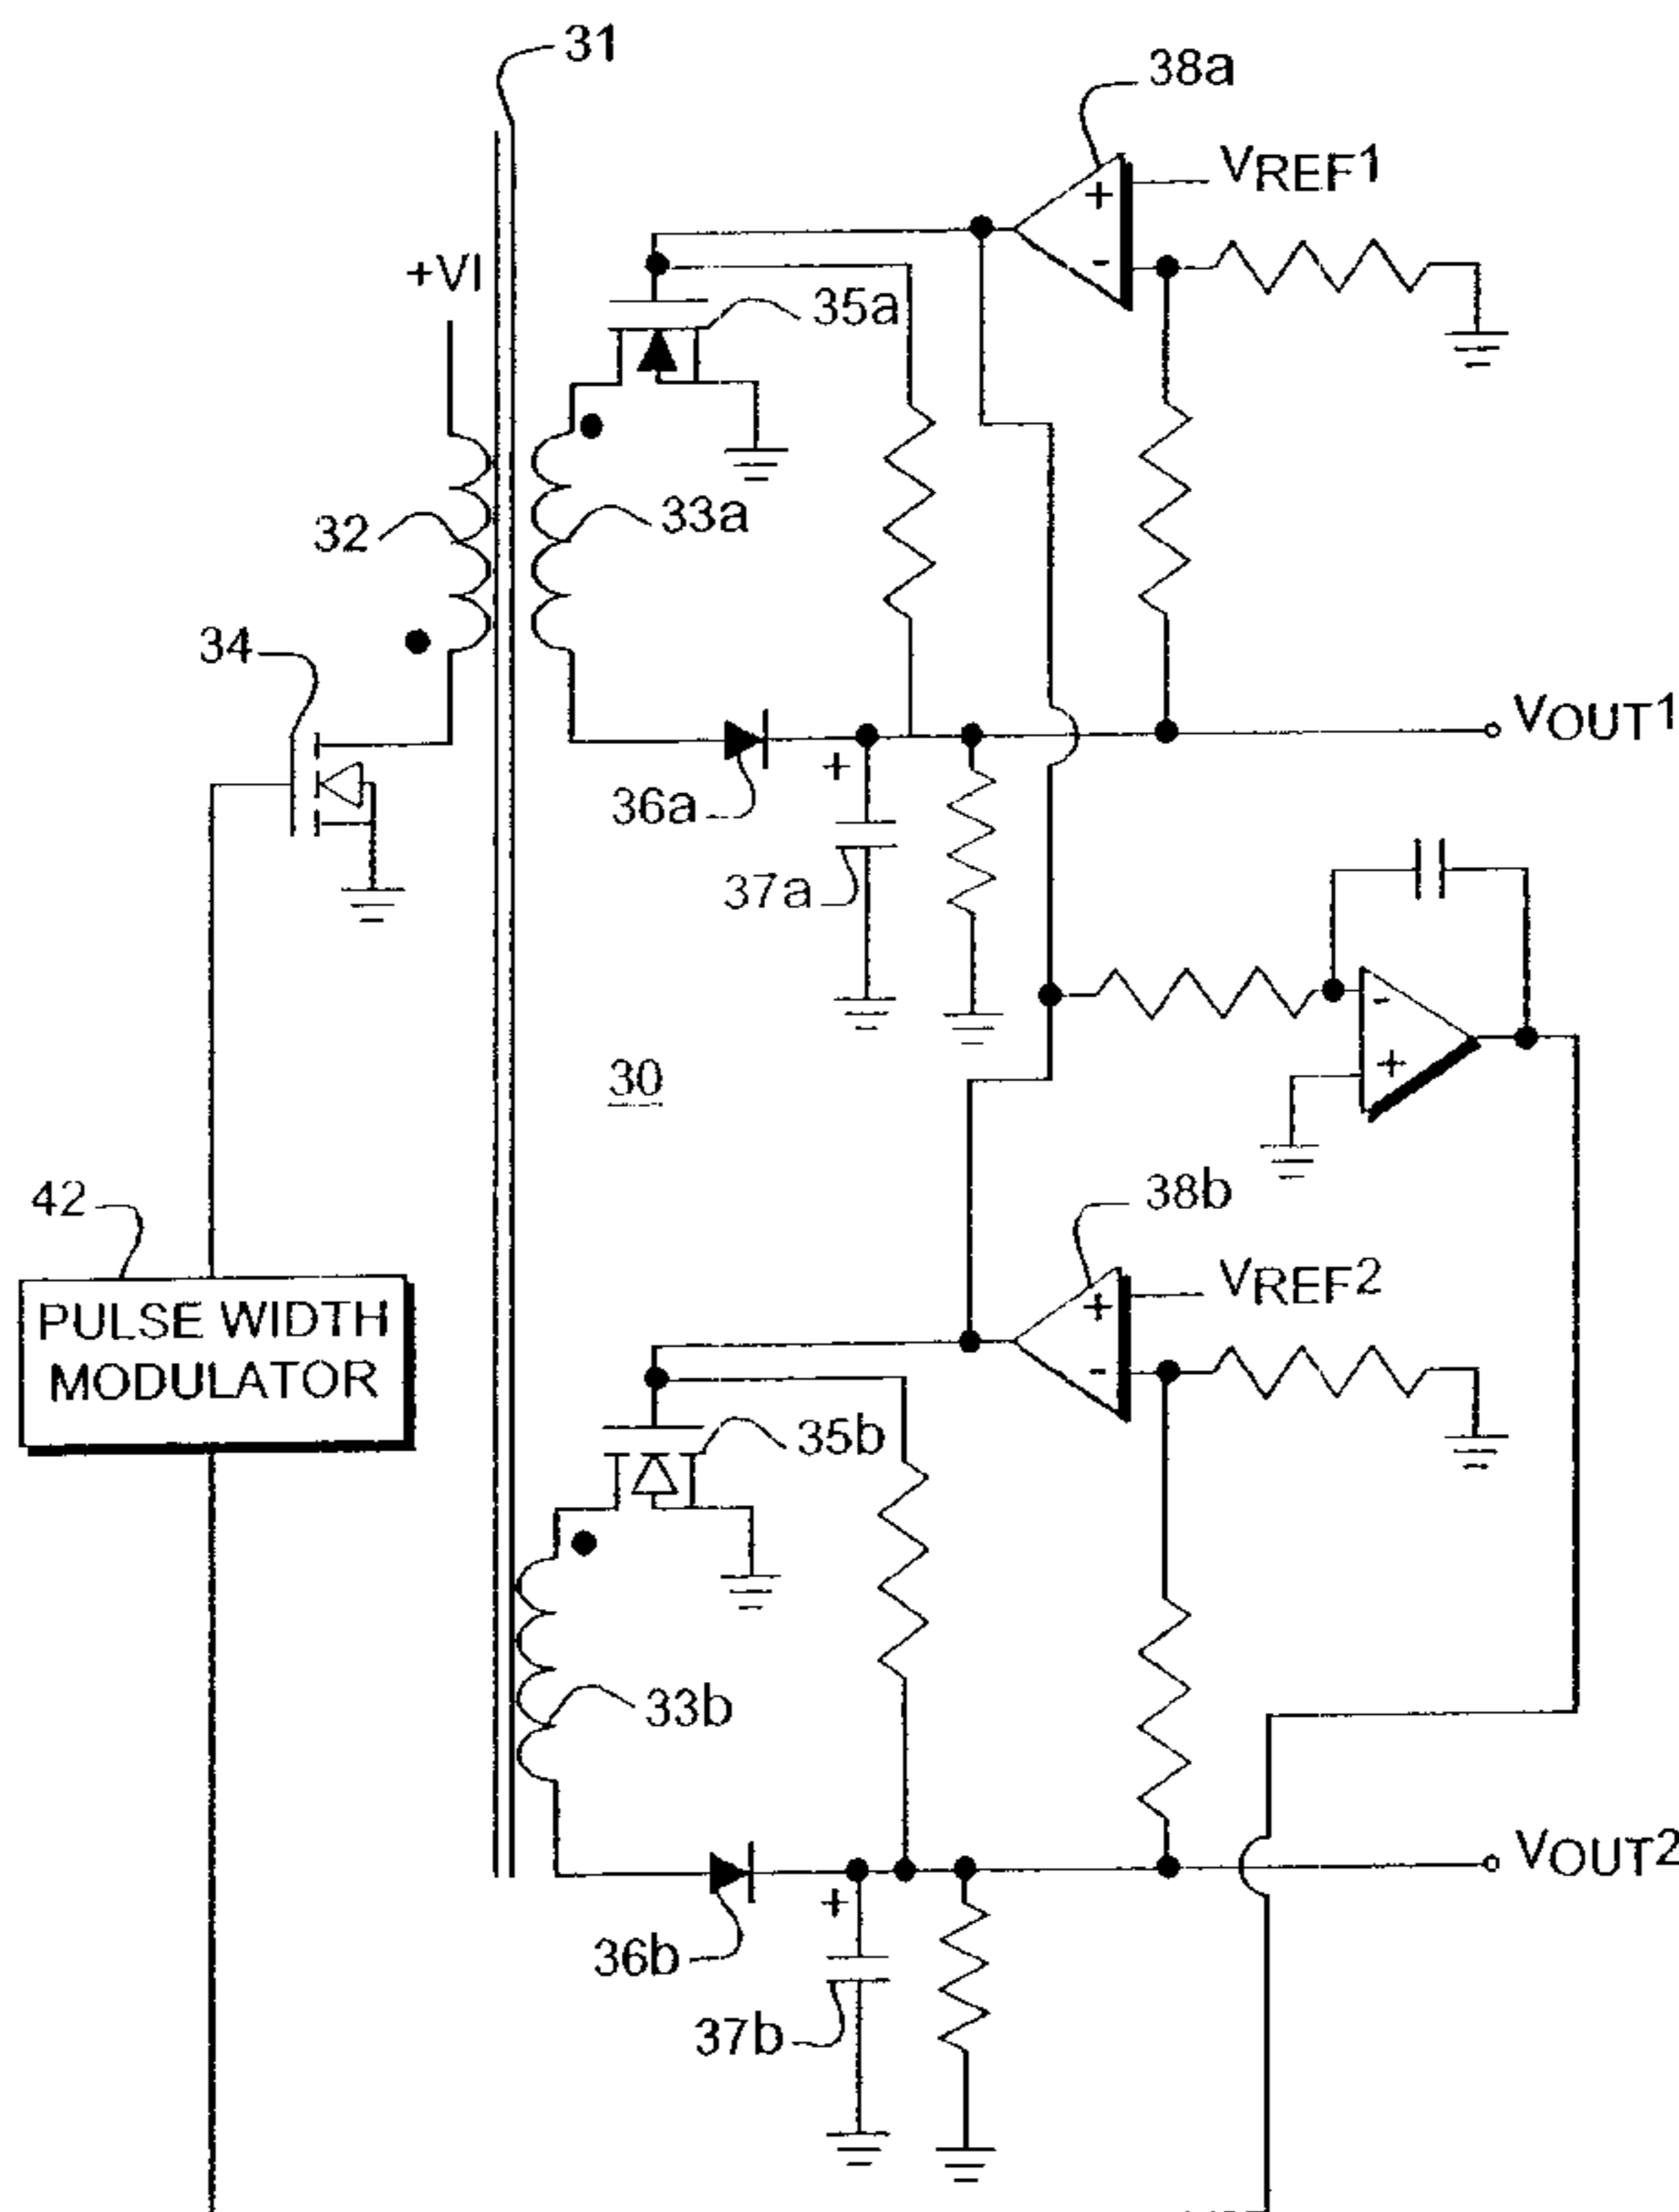 31
38a
VREF1
+VI
35a
32
33a
34
VOUT1
+
-
36a
+
37a
-
+
30
42
38b
VREF2
+
-
PULSE WIDTH
MODULATOR
35b
33b
VOUT2
+
36b
37b